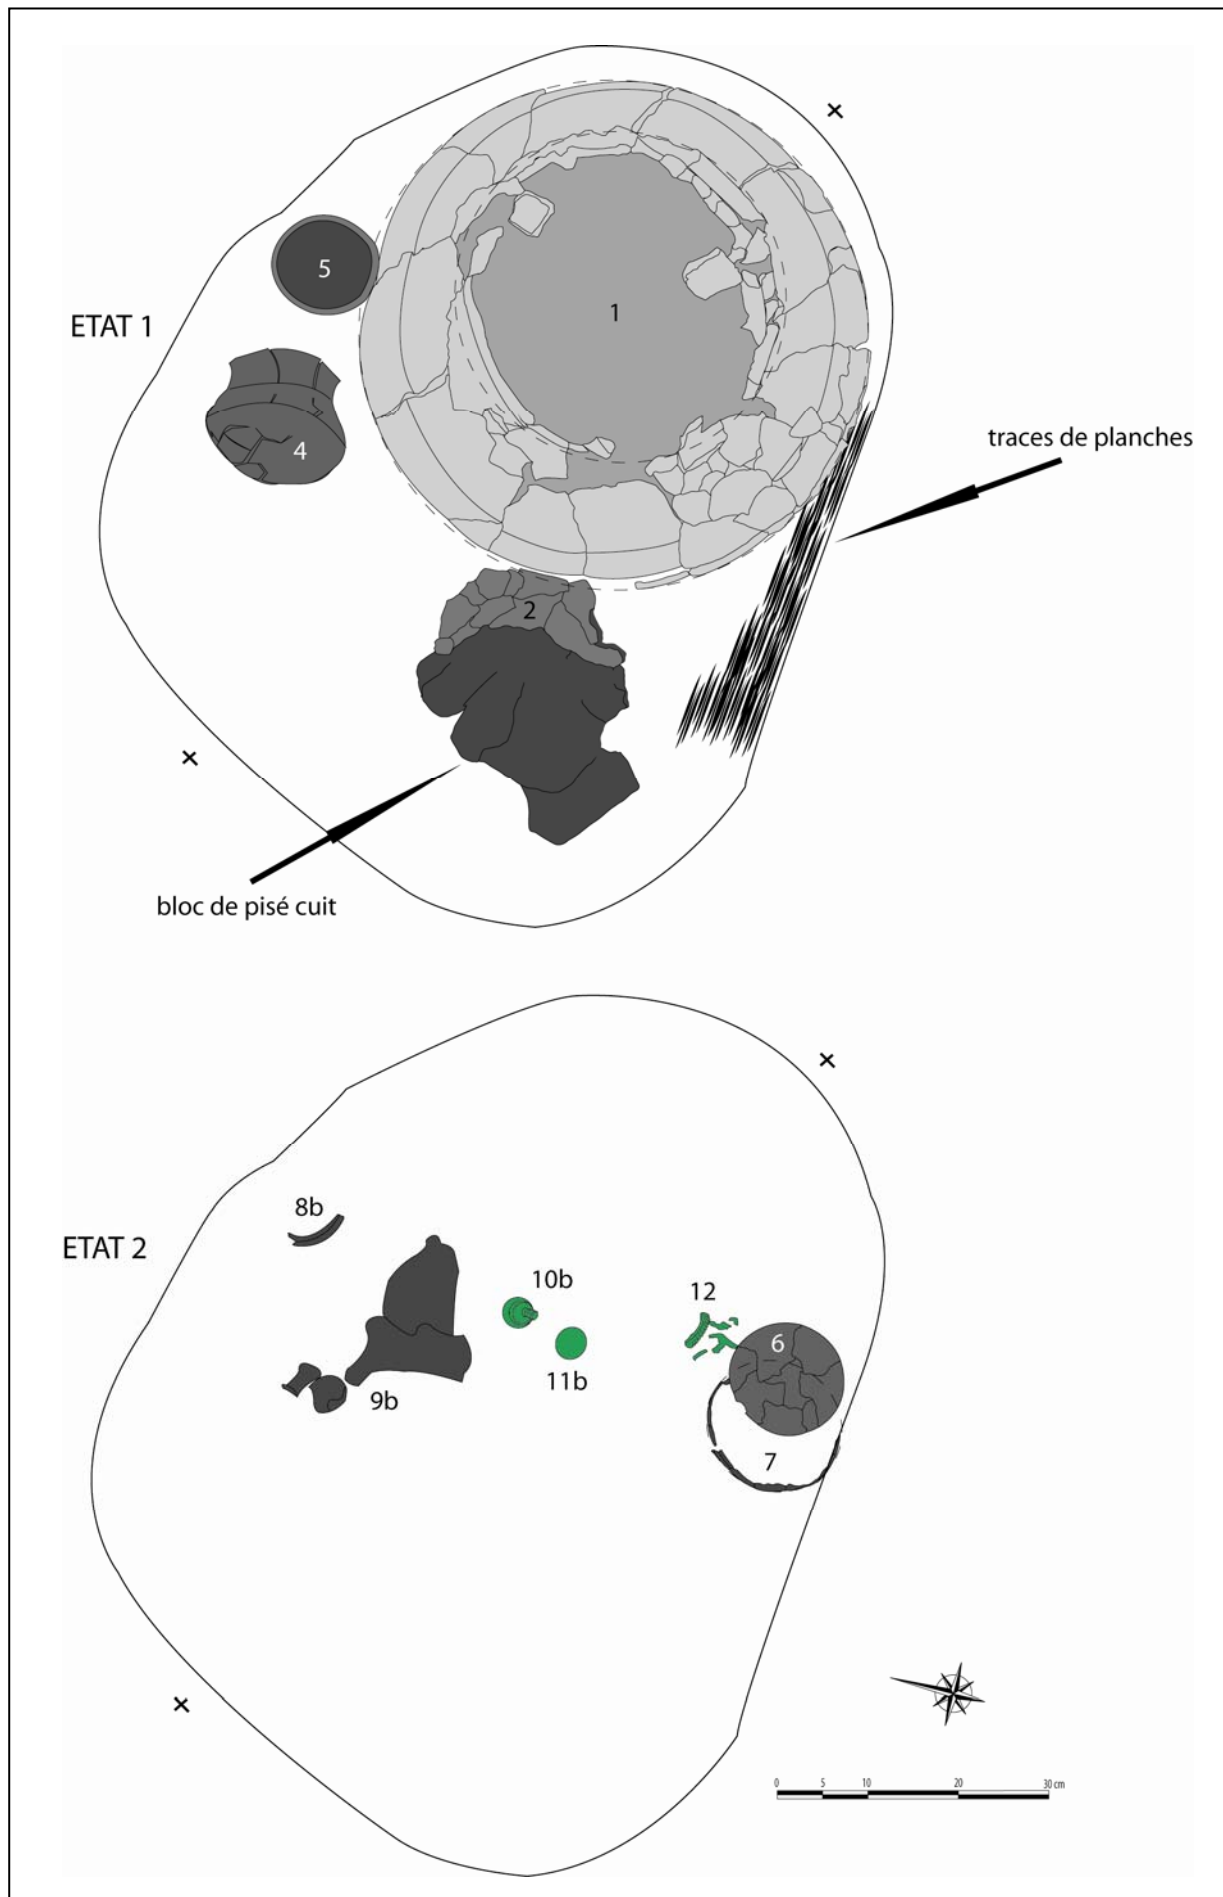 5
ETAT 1
1
4
traces de planches
2
bloc de pisé cuit
8b
ETAT 2
10b
12
6
11b
9b
7
0 5 10 20 30 cm